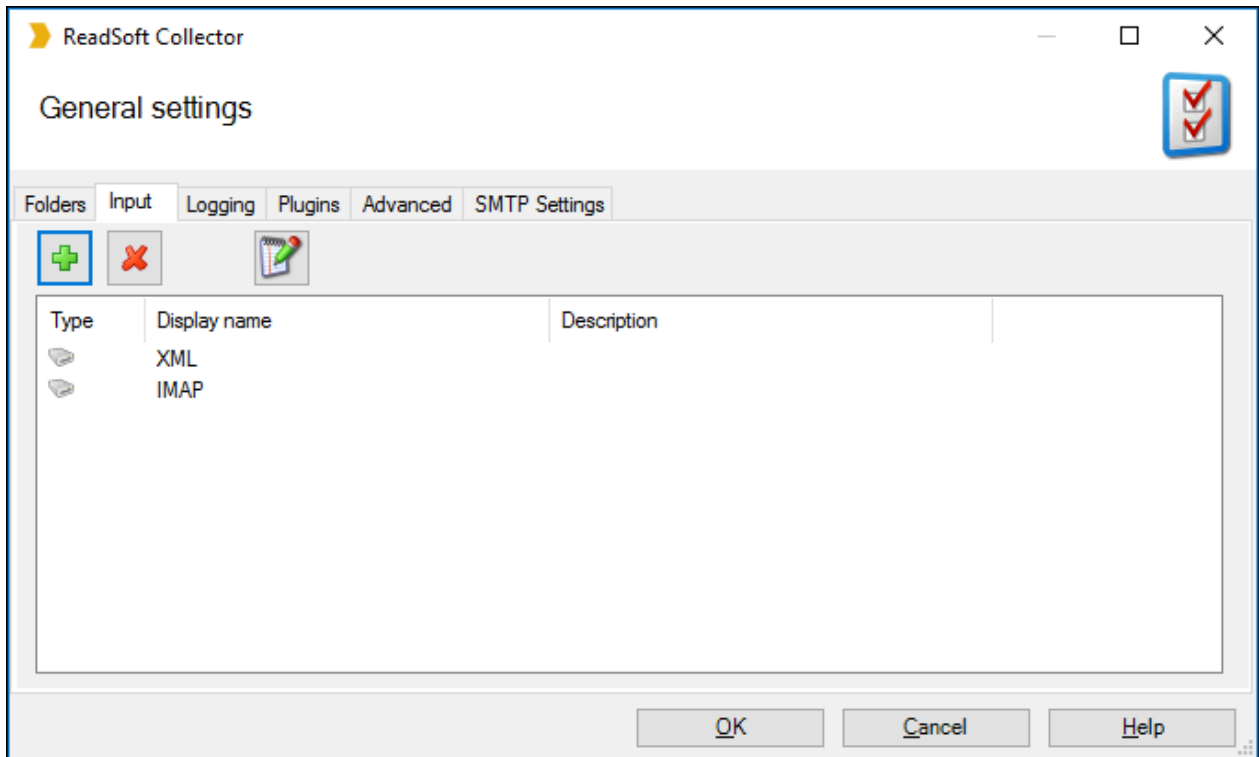 ReadSoft Collector
General settings
Folders Input Logging Plugins Advanced SMTP Settings
Type Display name Description
XML
IMAP
OK Cancel Help